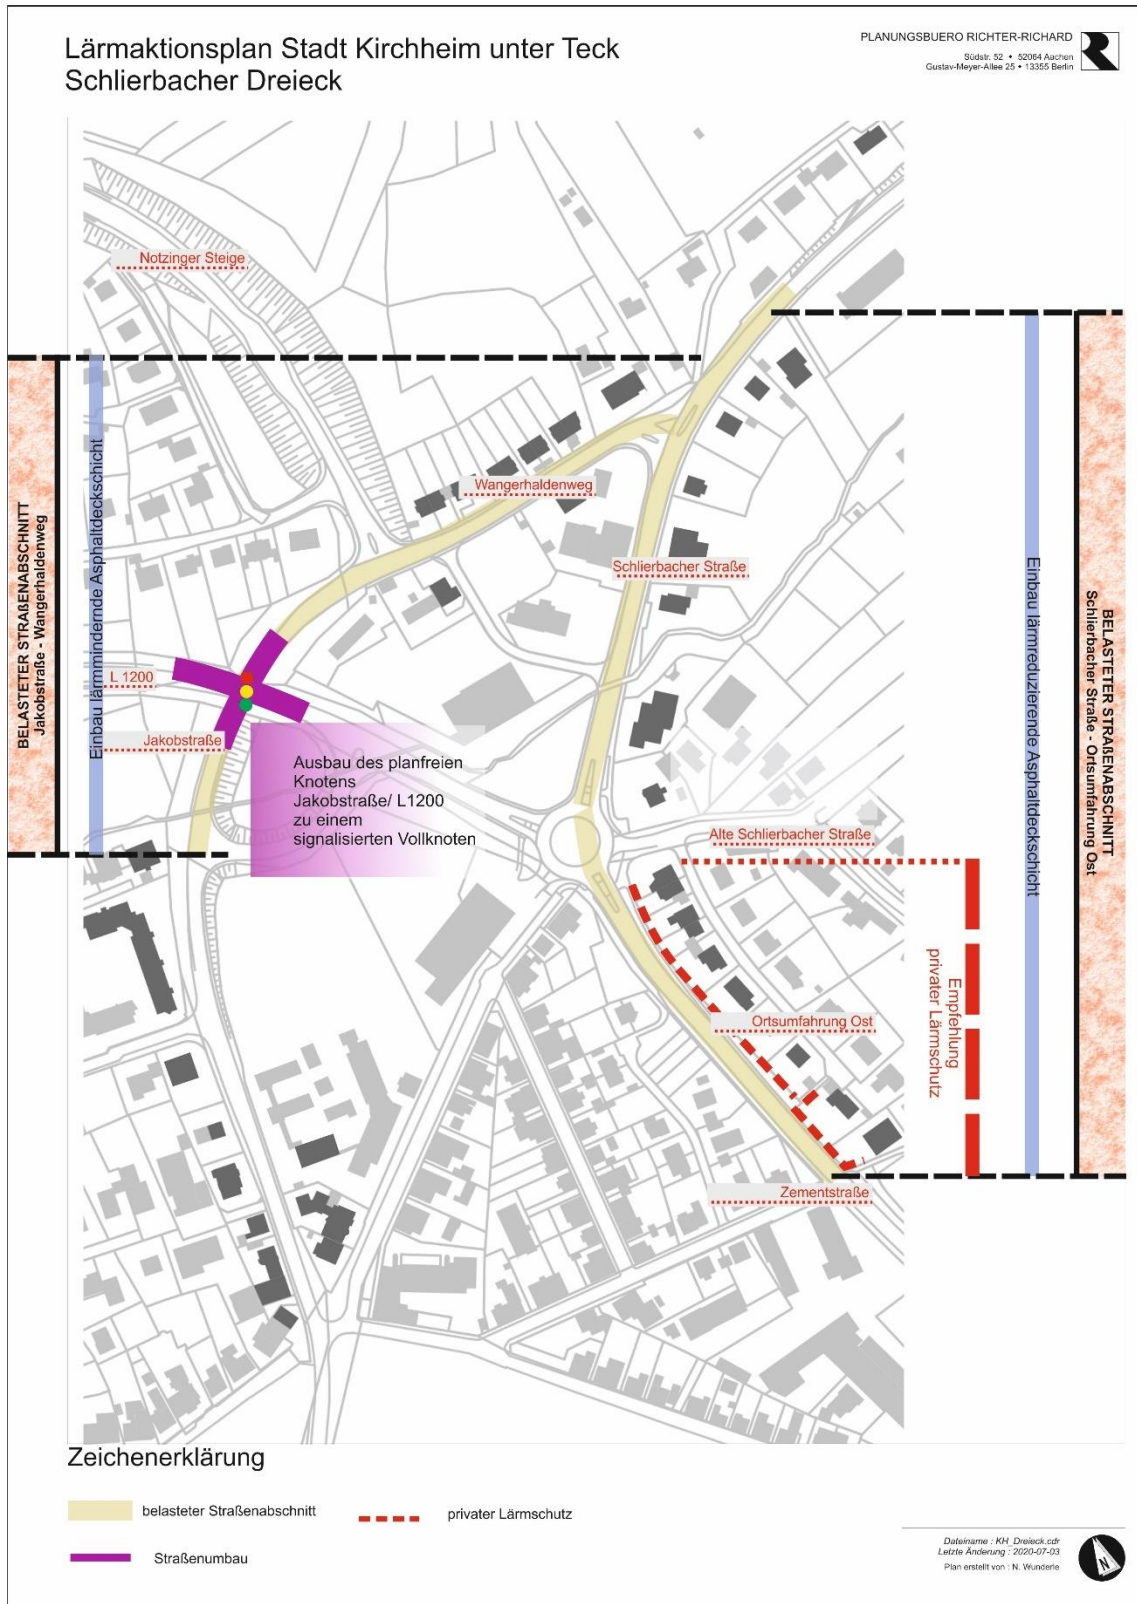 Lärmaktionsplan Stadt Kirchheim unter Teck
Schlierbacher Dreieck
PLANUNGSBUERO RICHTER-RICHARD
Südstr. 52 • 52064 Aachen
Gustav-Meyer-Allee 25 • 13355 Berlin
Notzinger Steige
Wangerhaldenweg
Schlierbacher Straße
L 1200
Jakobstraße
Ausbau des planfreien
Knotens
Jakobstraße/ L1200
zu einem
signalisierten Vollknoten
Alte Schlierbacher Straße
Ortsumfahrung Ost
Zementstraße
BELASTETER STRAßENABSCHNITT
Jakobstraße - Wangerhaldenweg
Einbau lärmmindernde Asphaltdeckschicht
Empfehlung
privater Lärmschutz
Einbau lärmreduzierende Asphaltdeckschicht
BELASTETER STRAßENABSCHNITT
Schlierbacher Straße - Ortsumfahrung Ost
Zeichenerklärung
belasteter Straßenabschnitt
privater Lärmschutz
Straßenumbau
Dateiname : KH_Dreieck.cdr
Letzte Änderung : 2020-07-03
Plan erstellt von : N. Wunderle
N